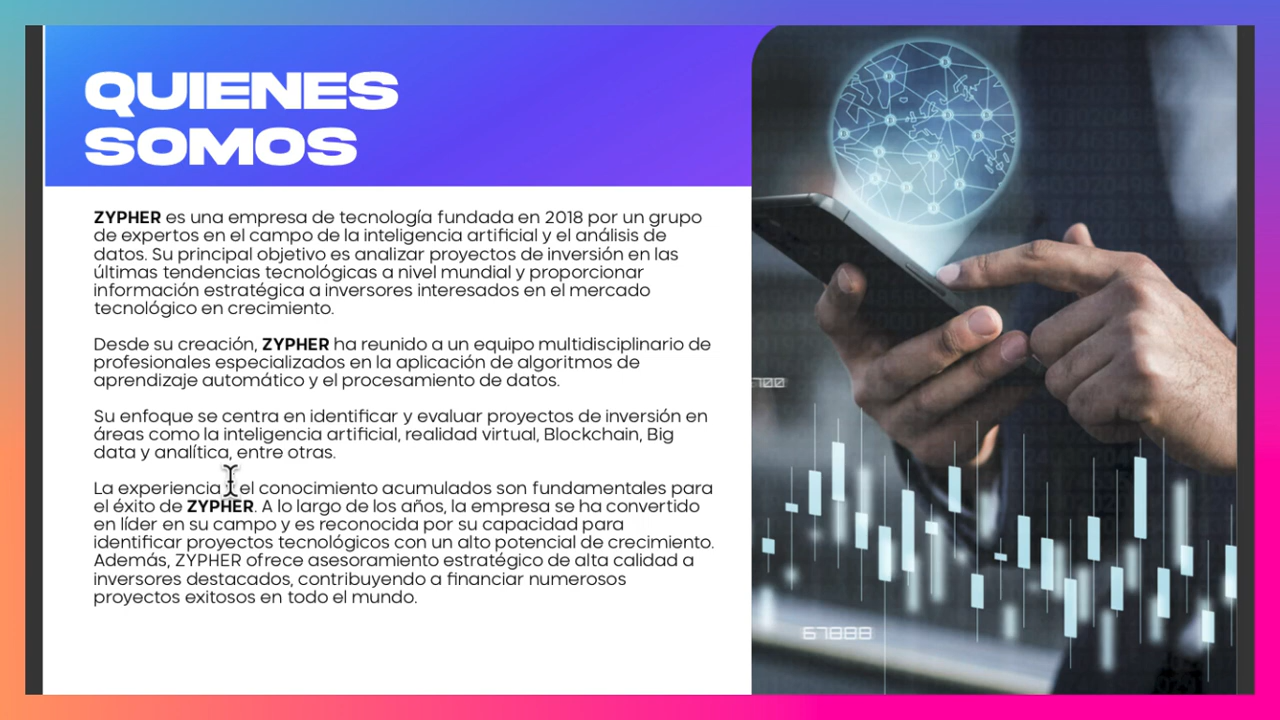 QUIENES
SOMOS
ZYPHER es una empresa de tecnología fundada en 2018 por un grupo
de expertos en el campo de la inteligencia artificial y el análisis de
datos. Su principal objetivo es analizar proyectos de inversión en las
últimas tendencias tecnológicas a nivel mundial y proporcionar
información estratégica a inversores interesados en el mercado
tecnológico en crecimiento.
Desde su creación, ZYPHER ha reunido a un equipo multidisciplinario de
profesionales especializados en la aplicación de algoritmos de
aprendizaje automático y el procesamiento de datos.
Su enfoque se centra en identificar y evaluar proyectos de inversión en
áreas como la inteligencia artificial, realidad virtual, Blockchain, Big
data y analítica, entre otras.
La experiencia y el conocimiento acumulados son fundamentales para
el éxito de ZYPHER. A lo largo de los años, la empresa se ha convertido
en líder en su campo y es reconocida por su capacidad para
identificar proyectos tecnológicos con un alto potencial de crecimiento.
Además, ZYPHER ofrece asesoramiento estratégico de alta calidad a
inversores destacados, contribuyendo a financiar numerosos
proyectos exitosos en todo el mundo.
67888